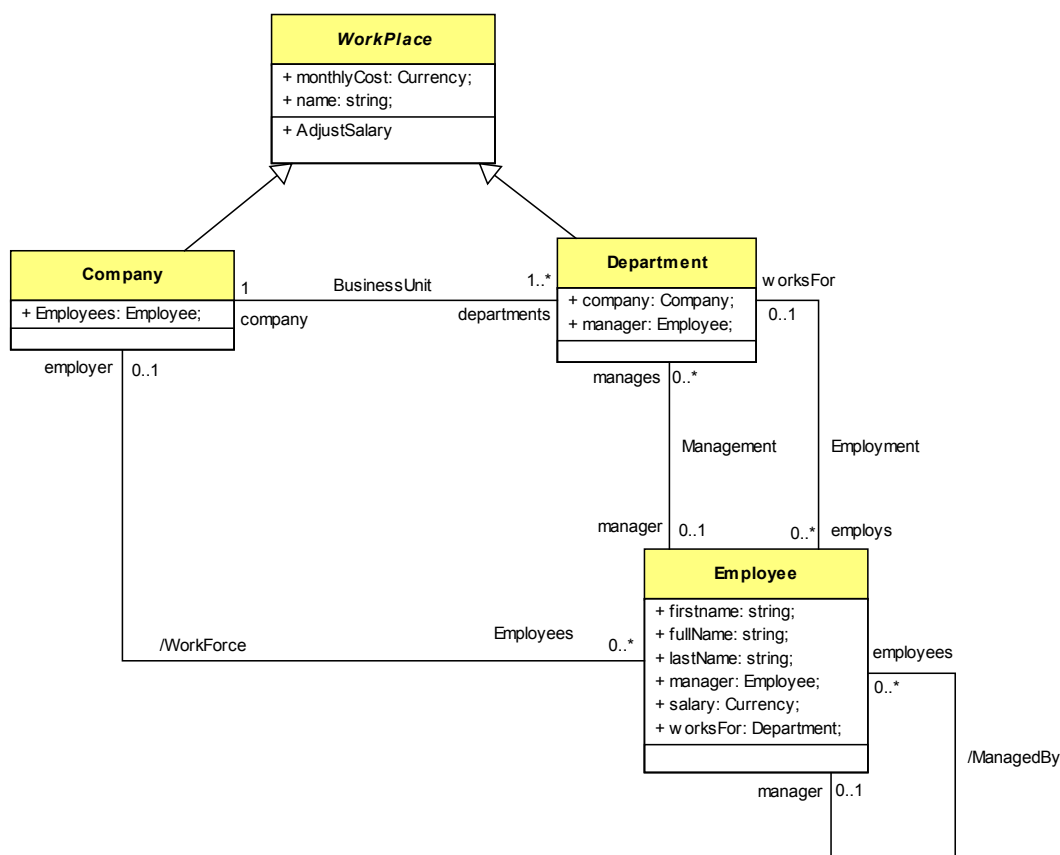 WorkPlace
+ monthlyCost: Currency;
+ name: string;
+ AdjustSalary
Company
+ Employees: Employee;
1
company
BusinessUnit
1..*
departments
Department
+ company: Company;
+ manager: Employee;
worksFor
0..1
employer
0..1
manages
0..*
Management
Employment
manager
0..1
0..*
employs
Employee
+ firstname: string;
+ fullName: string;
+ lastName: string;
+ manager: Employee;
+ salary: Currency;
+ worksFor: Department;
/WorkForce
Employees
0..*
employees
0..*
/ManagedBy
manager
0..1